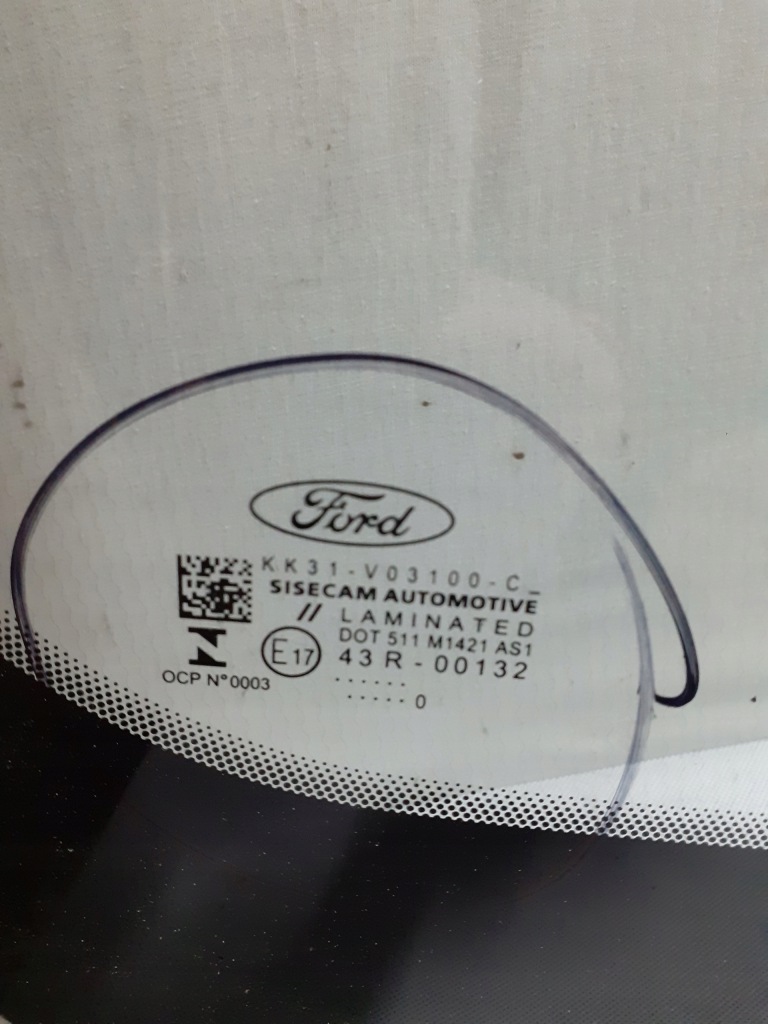 Ford
KK31-V03100-C_
SISECAM AUTOMOTIVE
// LAMINATED
DOT 511 M1421 AS1
E17 43R-00132
OCP N°0003
......
.....0